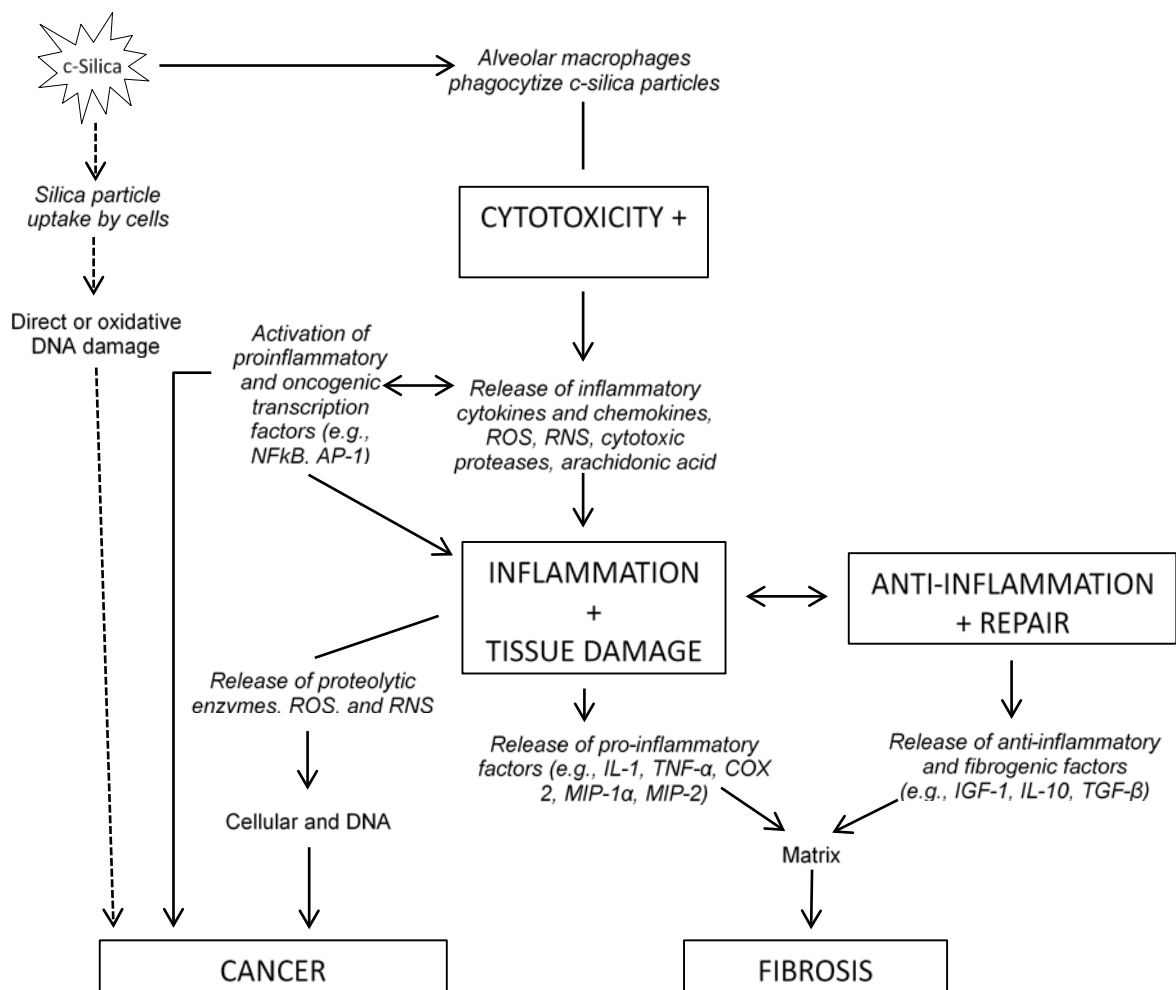 c-Silica
Alveolar macrophages
phagocytize c-silica particles
Silica particle
uptake by cells
CYTOTOXICITY +
Direct or oxidative
DNA damage
Activation of
proinflammatory
and oncogenic
transcription
factors (e.g.,
NFkB. AP-1)
Release of inflammatory
cytokines and chemokines,
ROS, RNS, cytotoxic
proteases, arachidonic acid
INFLAMMATION
+
TISSUE DAMAGE
ANTI-INFLAMMATION
+ REPAIR
Release of proteolytic
enzymes. ROS. and RNS
Release of pro-inflammatory
factors (e.g., IL-1, TNF-α, COX
2, MIP-1α, MIP-2)
Release of anti-inflammatory
and fibrogenic factors
(e.g., IGF-1, IL-10, TGF-β)
Cellular and DNA
Matrix
CANCER
FIBROSIS